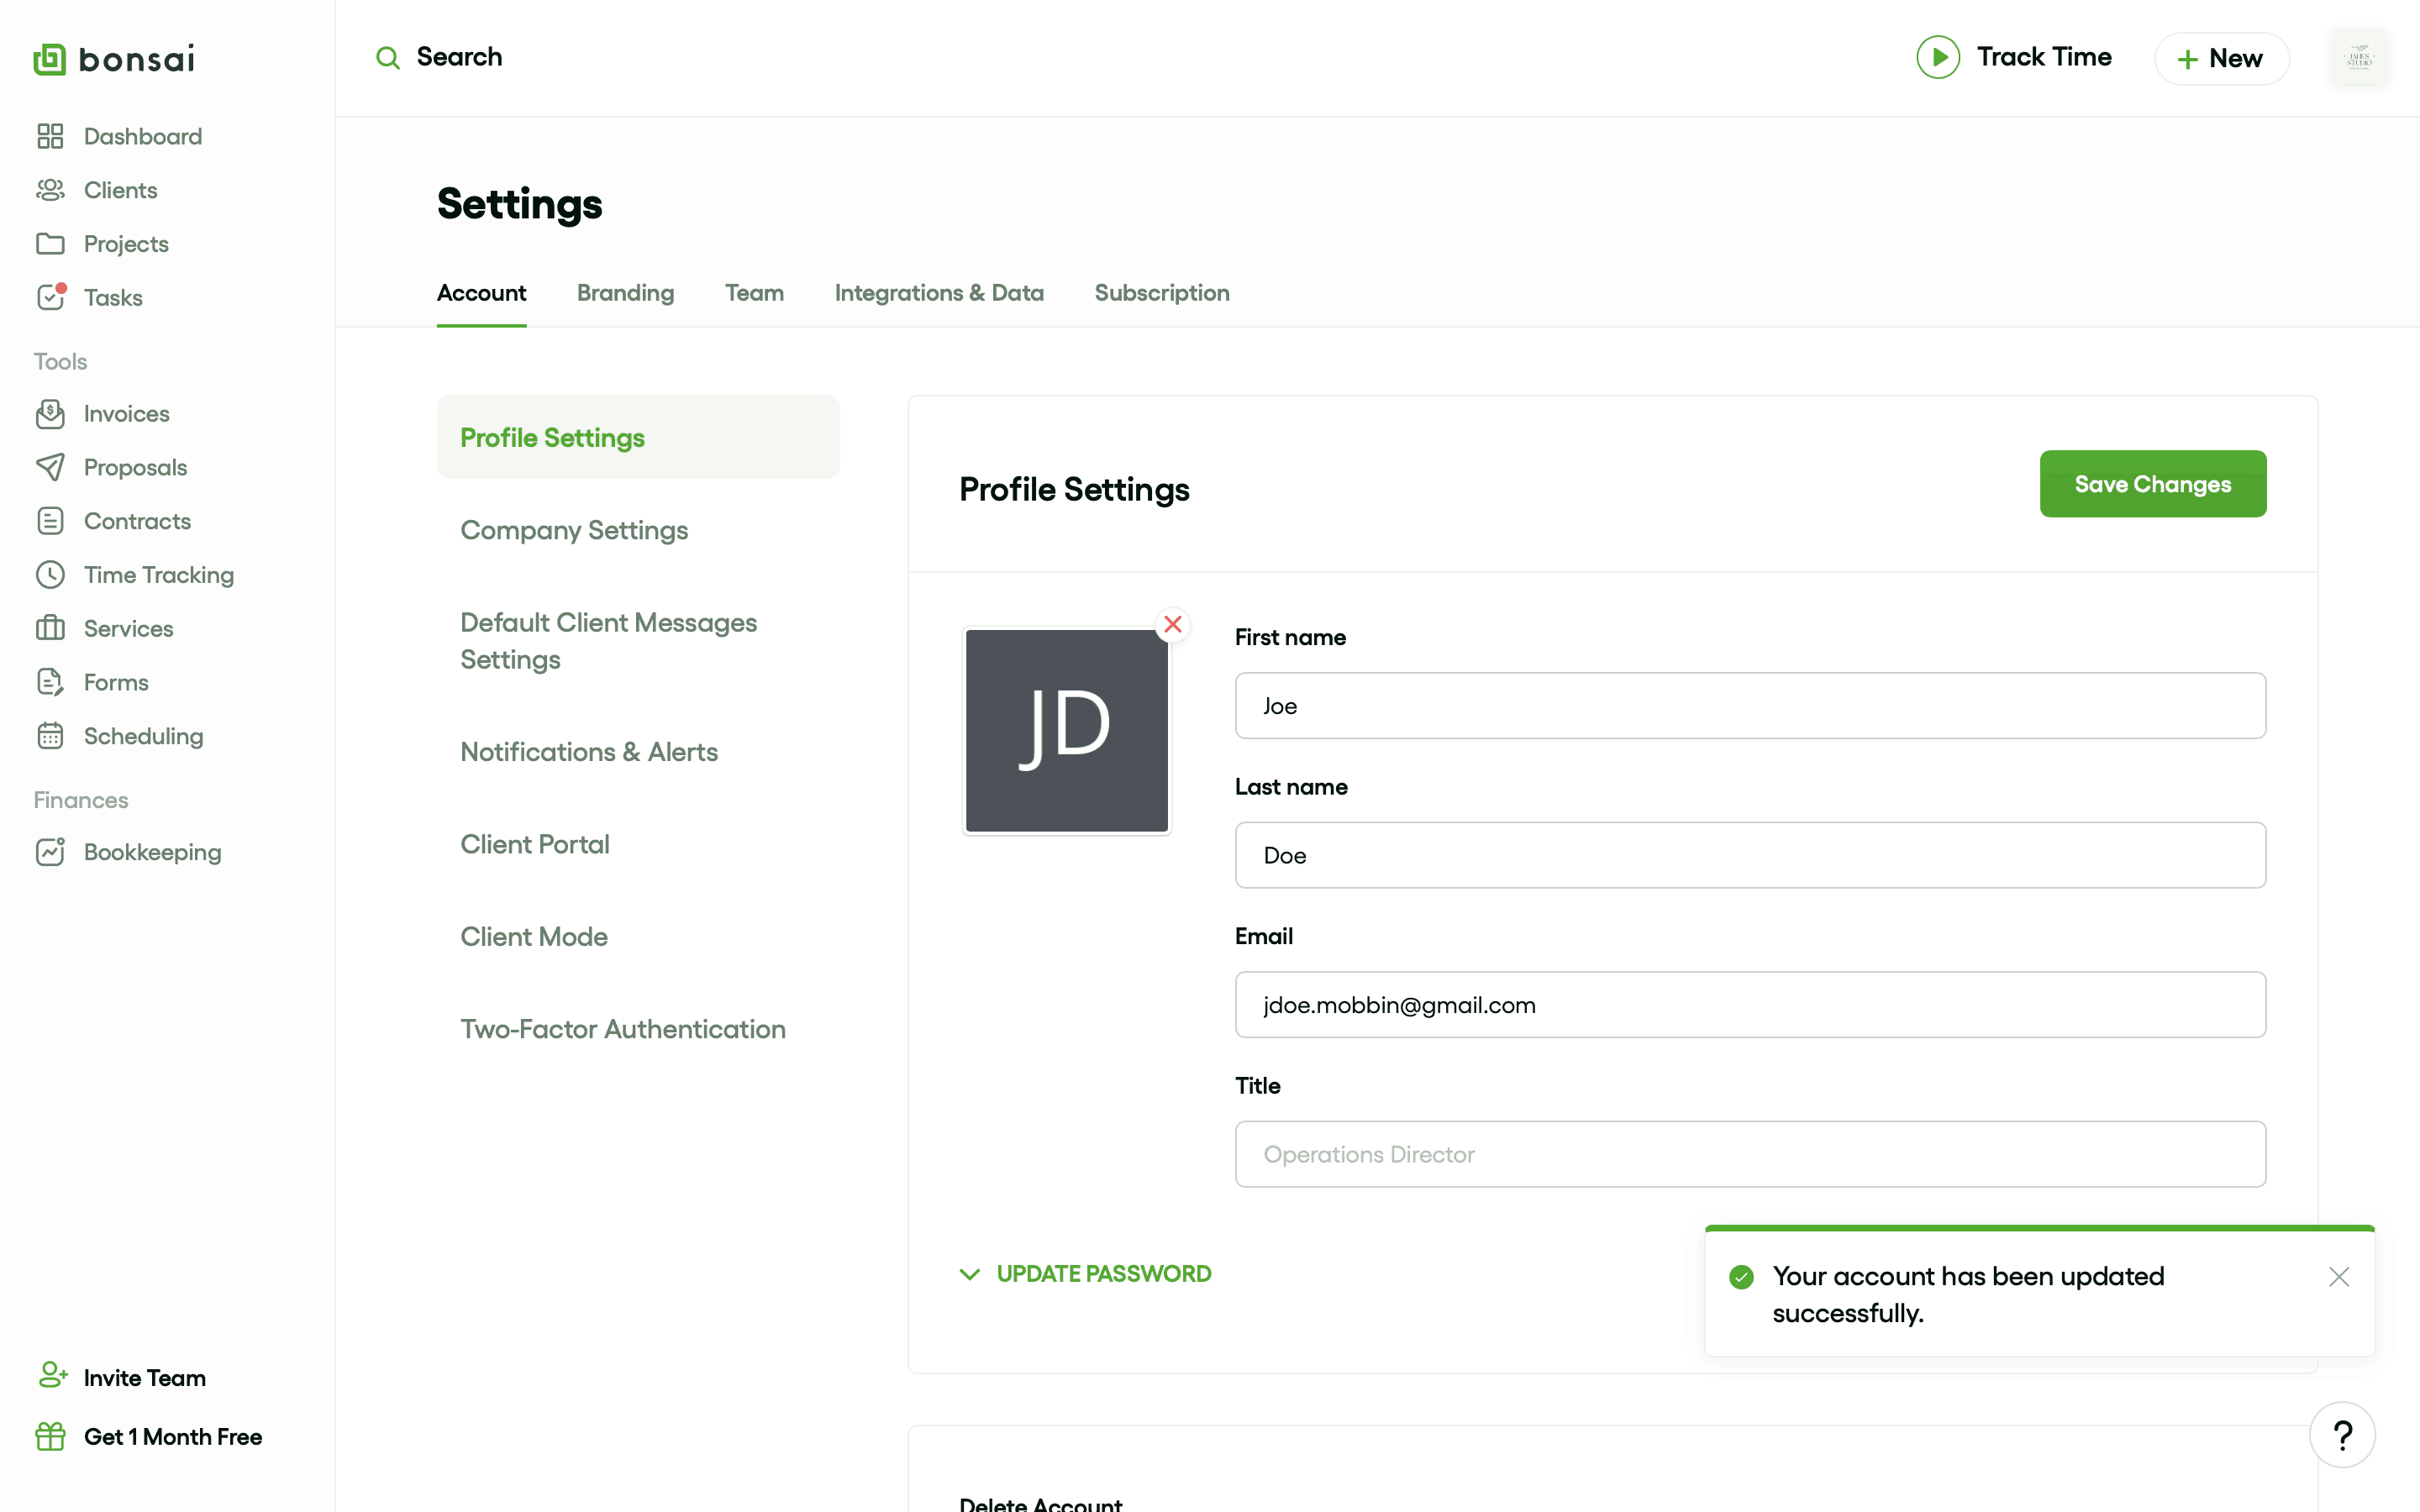 bonsai
Search
Track Time
New
JAMES
STUDIO
Dashboard
Clients
Projects
Tasks
Tools
Invoices
Proposals
Contracts
Time Tracking
Services
Forms
Scheduling
Finances
Bookkeeping
Invite Team
Get 1 Month Free
Settings
Account
Branding
Team
Integrations & Data
Subscription
Profile Settings
Company Settings
Default Client Messages
Settings
Notifications & Alerts
Client Portal
Client Mode
Two-Factor Authentication
Profile Settings
Save Changes
JD
First name
Joe
Last name
Doe
Email
jdoe.mobbin@gmail.com
Title
Operations Director
UPDATE PASSWORD
Your account has been updated
successfully.
?
Delete Account